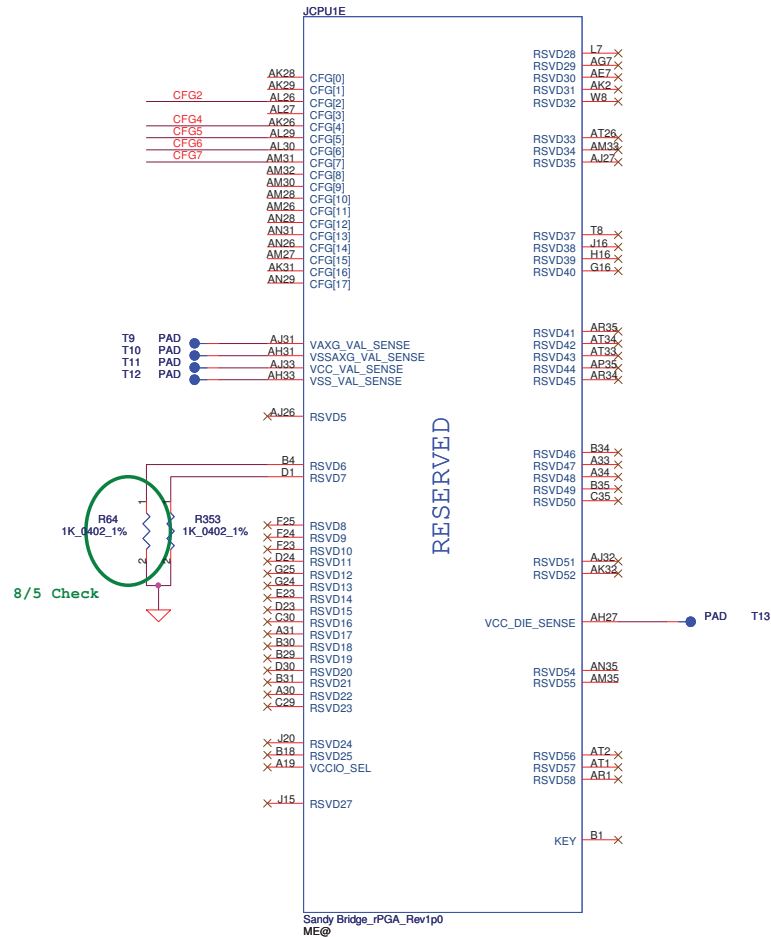 JCPU1E
AK28 CFG[0]
AK29 CFG[1]
CFG2 AL26 CFG[2]
AL27 CFG[3]
CFG4 AK26 CFG[4]
CFG5 AL29 CFG[5]
CFG6 AL30 CFG[6]
CFG7 AM31 CFG[7]
AM32 CFG[8]
AM30 CFG[9]
AM28 CFG[10]
AM26 CFG[11]
AN28 CFG[12]
AN31 CFG[13]
AN26 CFG[14]
AM27 CFG[15]
AK31 CFG[16]
AN29 CFG[17]
T9 PAD AJ31 VAXG_VAL_SENSE
T10 PAD AH31 VSSAXG_VAL_SENSE
T11 PAD AJ33 VCC_VAL_SENSE
T12 PAD AH33 VSS_VAL_SENSE
AJ26 RSVD5
B4 RSVD6
D1 RSVD7
1 1
R64 R353
1K_0402_1% 1K_0402_1%
2 2
8/5 Check
F25 RSVD8
F24 RSVD9
F23 RSVD10
D24 RSVD11
G25 RSVD12
G24 RSVD13
E23 RSVD14
D23 RSVD15
C30 RSVD16
A31 RSVD17
B30 RSVD18
B29 RSVD19
D30 RSVD20
B31 RSVD21
A30 RSVD22
C29 RSVD23
J20 RSVD24
B18 RSVD25
A19 VCCIO_SEL
J15 RSVD27
RESERVED
RSVD28 L7
RSVD29 AG7
RSVD30 AE7
RSVD31 AK2
RSVD32 W8
RSVD33 AT26
RSVD34 AM33
RSVD35 AJ27
RSVD37 T8
RSVD38 J16
RSVD39 H16
RSVD40 G16
RSVD41 AR35
RSVD42 AT34
RSVD43 AT33
RSVD44 AP35
RSVD45 AR34
RSVD46 B34
RSVD47 A33
RSVD48 A34
RSVD49 B35
RSVD50 C35
RSVD51 AJ32
RSVD52 AK32
VCC_DIE_SENSE AH27 PAD T13
RSVD54 AN35
RSVD55 AM35
RSVD56 AT2
RSVD57 AT1
RSVD58 AR1
KEY B1
Sandy Bridge_rPGA_Rev1p0
ME@